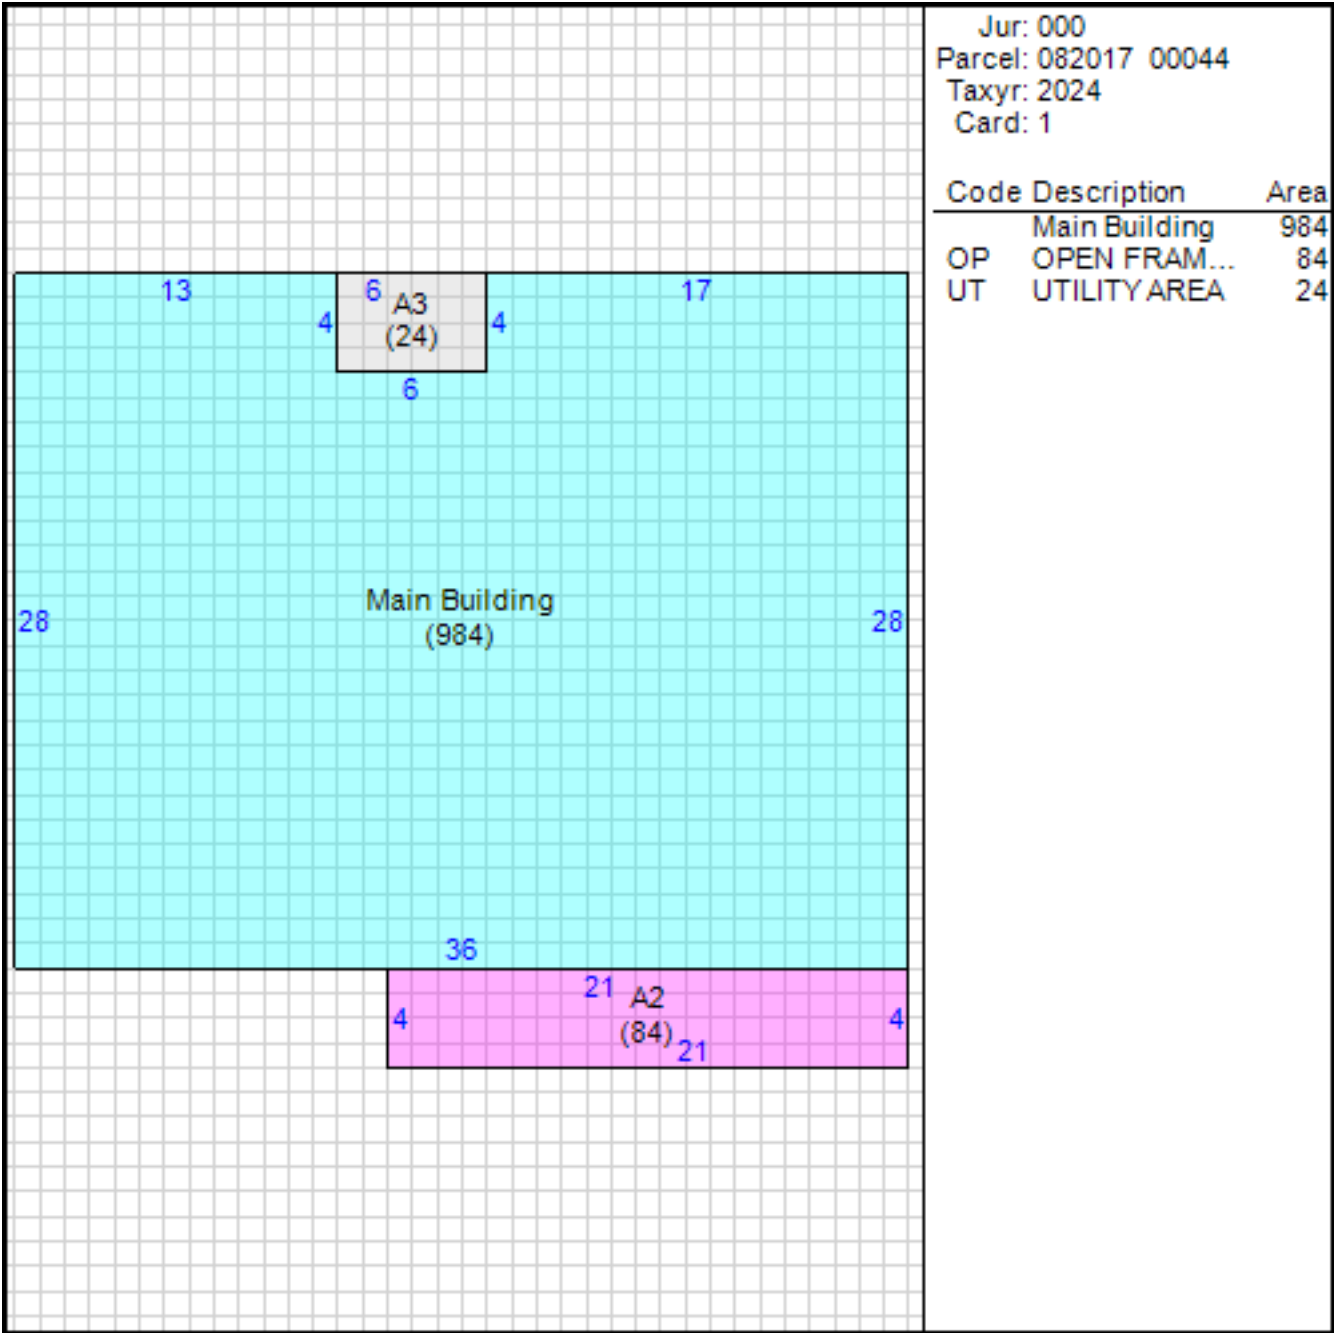 Jur: 000
Parcel: 082017 00044
Taxyr: 2024
Card: 1
Code Description Area
Main Building 984
OP OPEN FRAM... 84
UT UTILITY AREA 24
13 6 17
A3
4 4
(24)
6
Main Building
28 28
(984)
36
21
A2
4 4
(84)
21